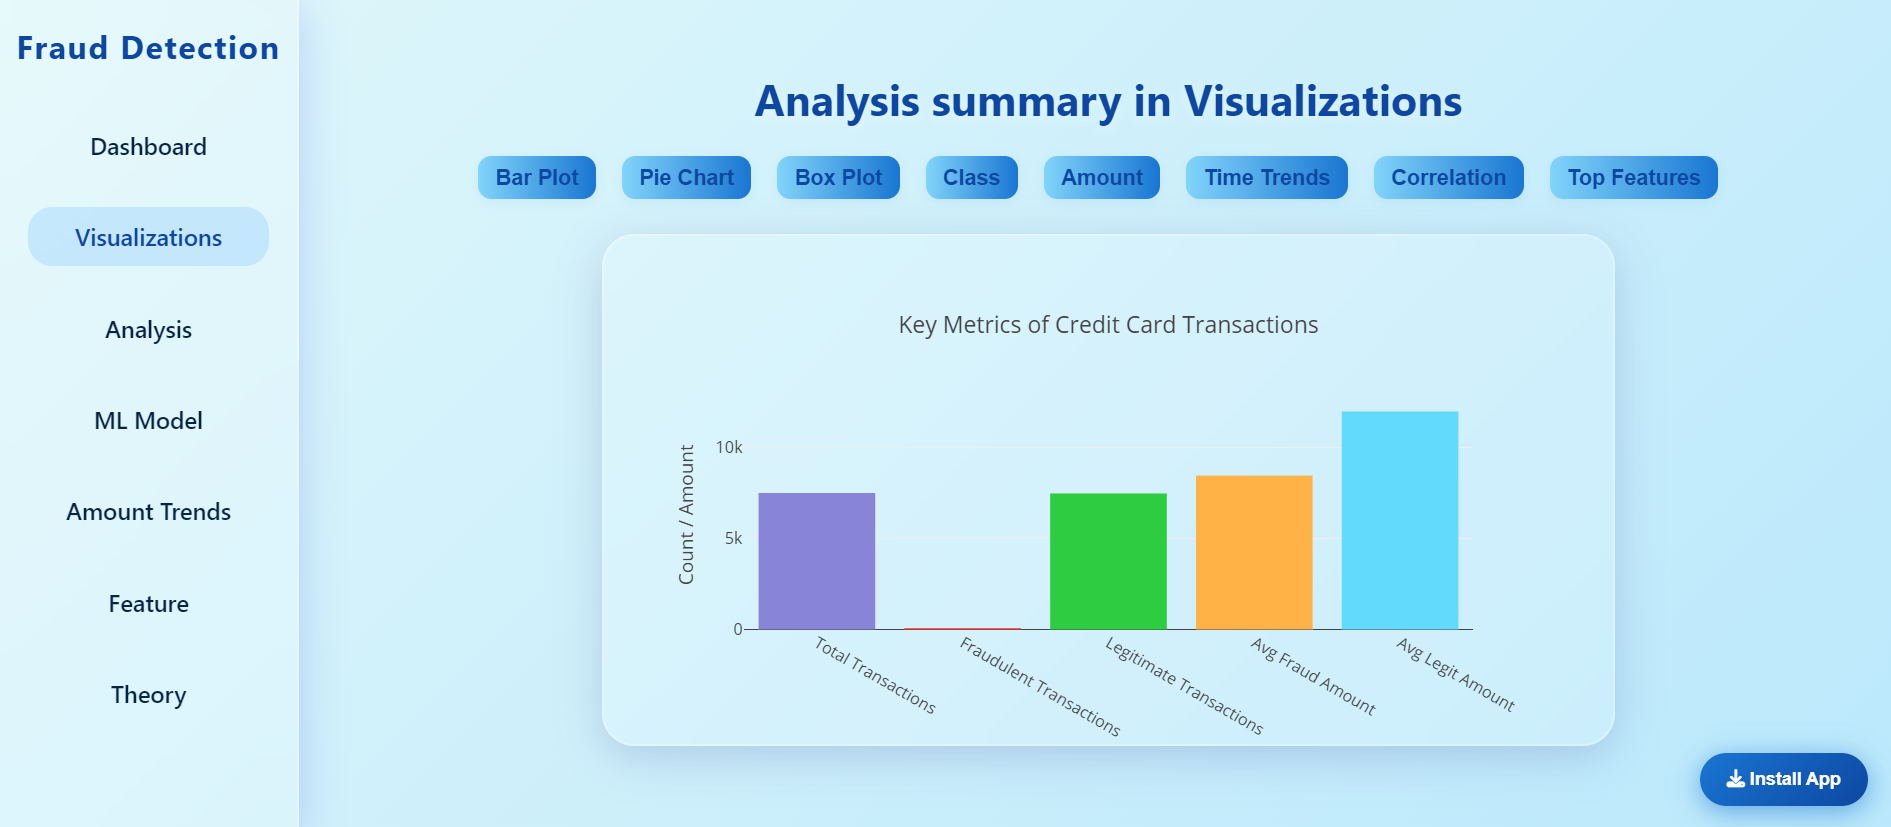 Fraud Detection
Dashboard
Visualizations
Analysis
ML Model
Amount Trends
Feature
Theory
Analysis summary in Visualizations
Bar Plot
Pie Chart
Box Plot
Class
Amount
Time Trends
Correlation
Top Features
Key Metrics of Credit Card Transactions
Count / Amount
10k
5k
0
Total Transactions
Fraudulent Transactions
Legitimate Transactions
Avg Fraud Amount
Avg Legit Amount
Install App